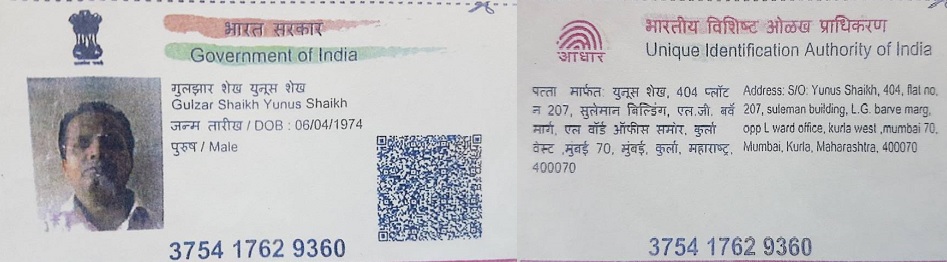 भारत सरकार
Government of India
गुलझार शेख युनूस शेख
Gulzar Shaikh Yunus Shaikh
जन्म तारीख / DOB : 06/04/1974
पुरुष / Male
3754 1762 9360
आधार
भारतीय विशिष्ट ओळख प्राधिकरण
Unique Identification Authority of India
पत्ता मार्फत युनूस शेख, 404 फ्लॉट
न 207, सुलेमान बिल्डिंग, एल.जी. बर्वे
मार्ग, एल वॉर्ड ऑफीस समोर, कुर्ला
वेस्ट ,मुंबई 70, मुंबई, कुर्ला, महाराष्ट्र,
400070
Address: S/O: Yunus Shaikh, 404, flat no,
207, suleman building, L.G. barve marg,
opp L ward office, kurla west ,mumbai 70,
Mumbai, Kurla, Maharashtra, 400070
3754 1762 9360